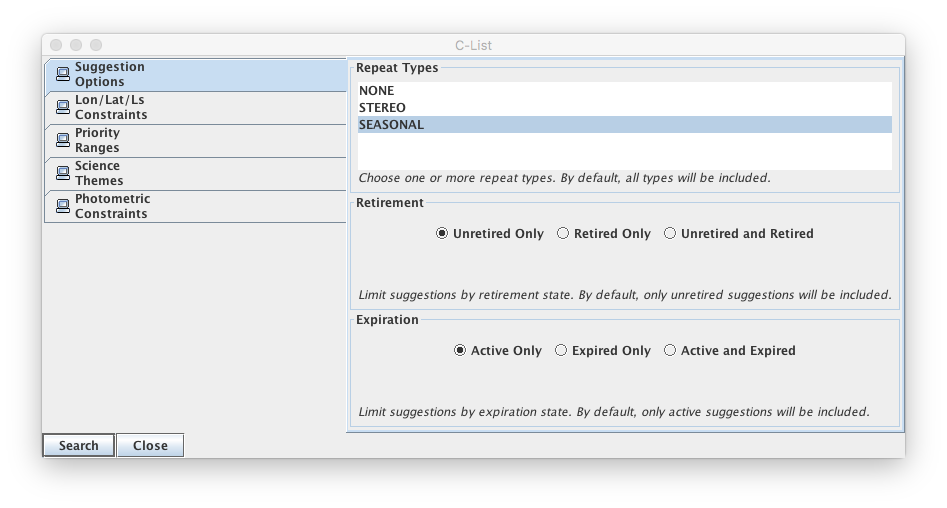 C-List
Suggestion
Options
Lon/Lat/Ls
Constraints
Priority
Ranges
Science
Themes
Photometric
Constraints
Repeat Types
NONE
STEREO
SEASONAL
Choose one or more repeat types. By default, all types will be included.
Retirement
Unretired Only Retired Only Unretired and Retired
Limit suggestions by retirement state. By default, only unretired suggestions will be included.
Expiration
Active Only Expired Only Active and Expired
Limit suggestions by expiration state. By default, only active suggestions will be included.
Search Close